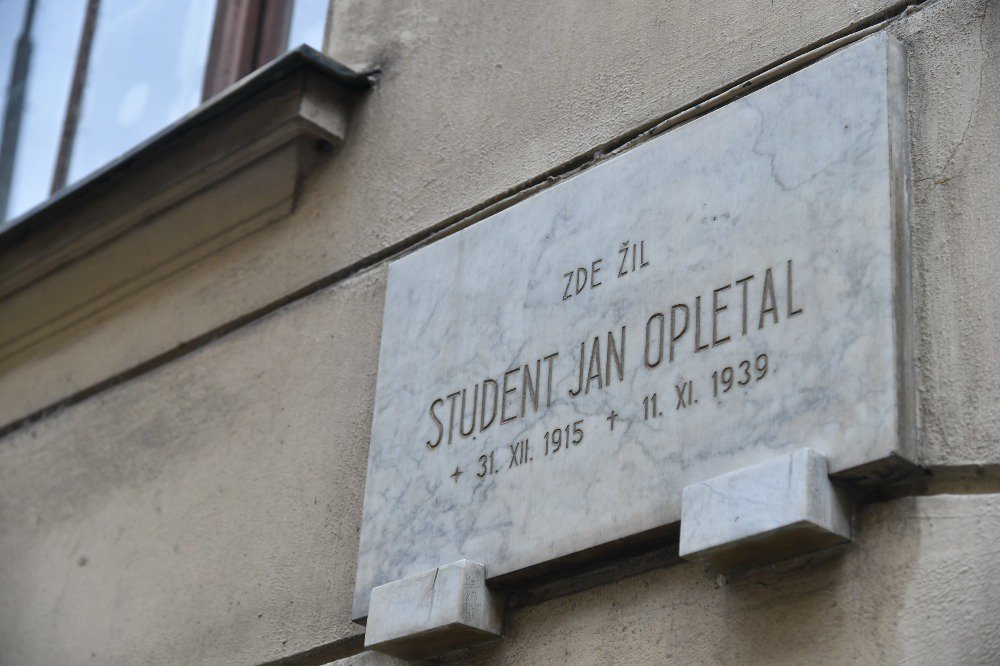 ZDE ŽIL
STUDENT JAN OPLETAL
✦ 31. XII. 1915 ✝ 11. XI. 1939